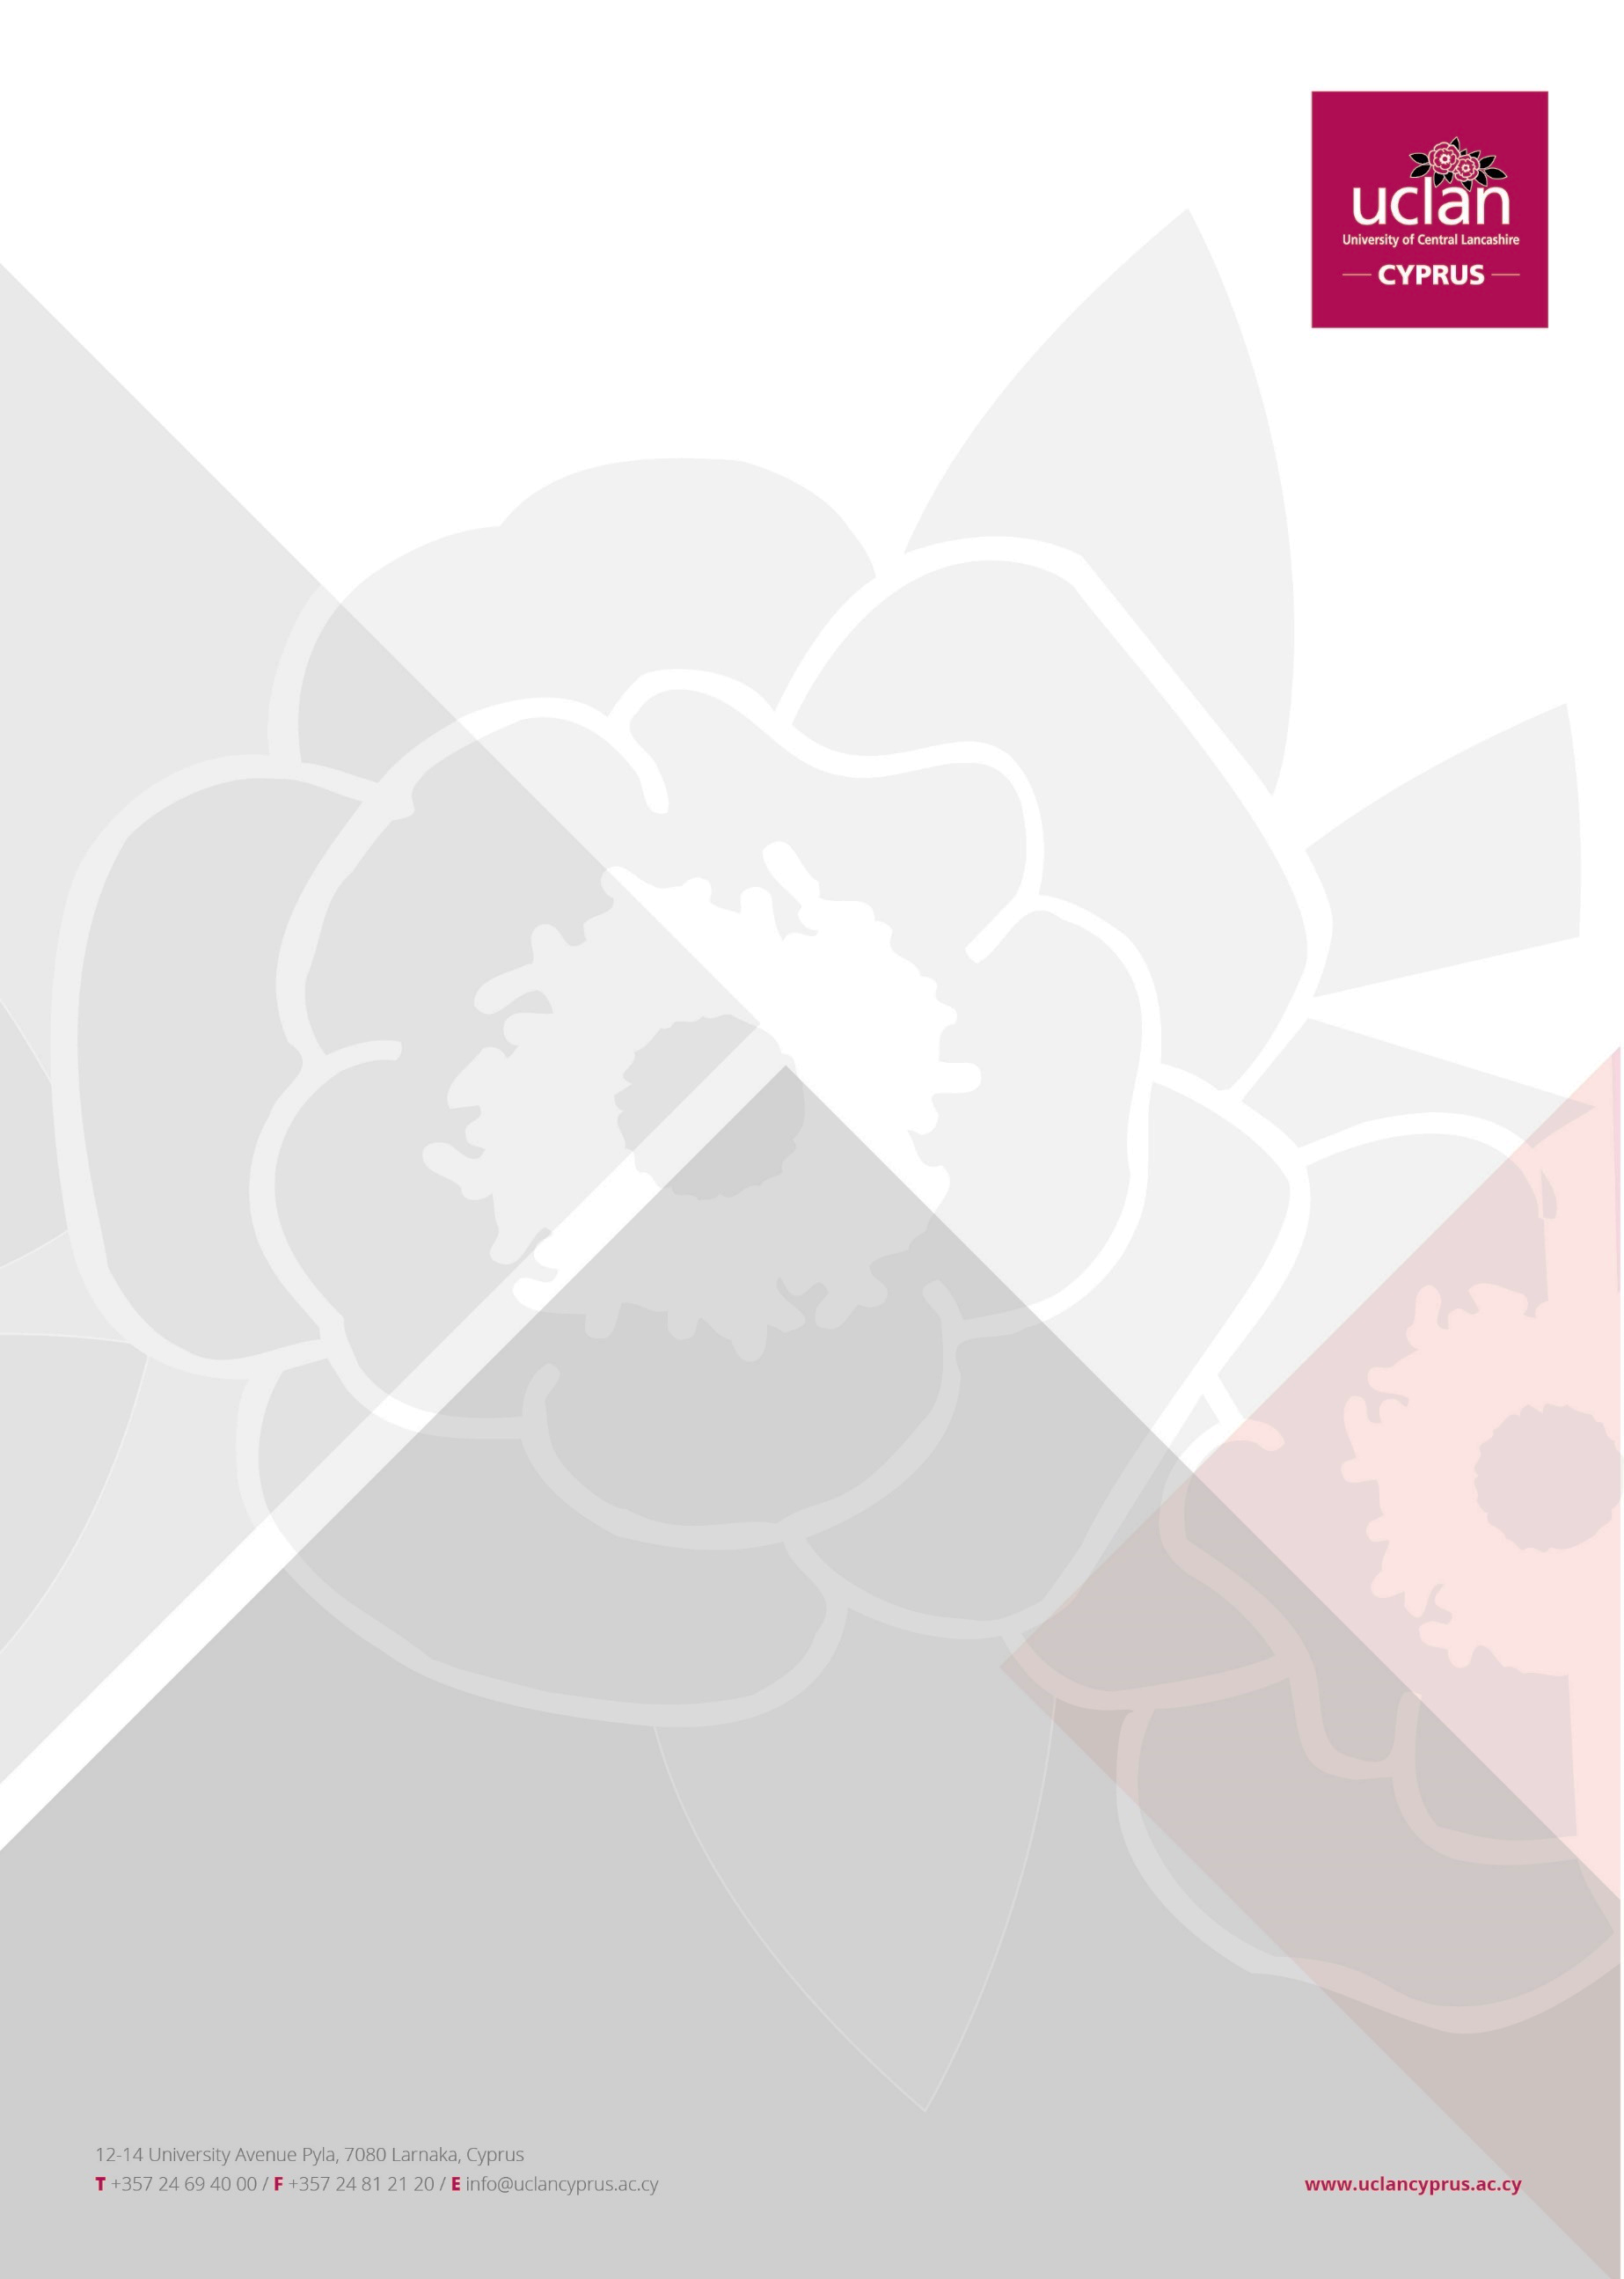 uclan
University of Central Lancashire
CYPRUS
12-14 University Avenue Pyla, 7080 Larnaka, Cyprus
T +357 24 69 40 00 / F +357 24 81 21 20 / E info@uclancyprus.ac.cy
www.uclancyprus.ac.cy